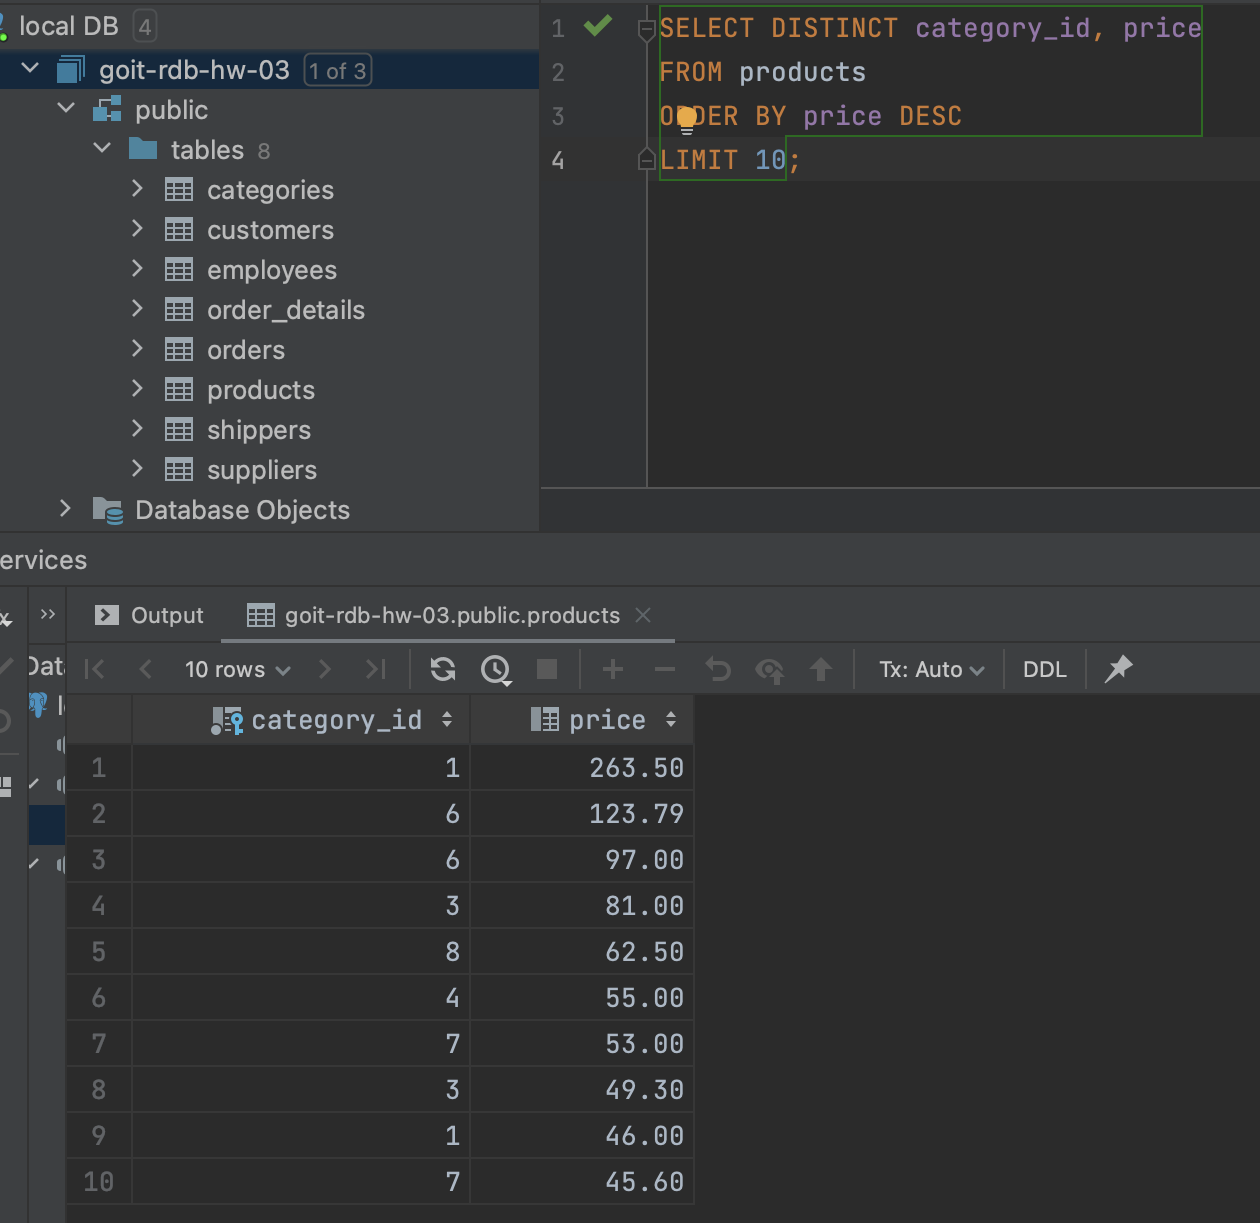 local DB 4
goit-rdb-hw-03 1 of 3
public
tables 8
categories
customers
employees
order_details
orders
products
shippers
suppliers
Database Objects
1 SELECT DISTINCT category_id, price
2 FROM products
3 ORDER BY price DESC
4 LIMIT 10;
ervices
Output goit-rdb-hw-03.public.products
Dat
10 rows Tx: Auto DDL
category_id price
1 1 263.50
2 6 123.79
3 6 97.00
4 3 81.00
5 8 62.50
6 4 55.00
7 7 53.00
8 3 49.30
9 1 46.00
10 7 45.60